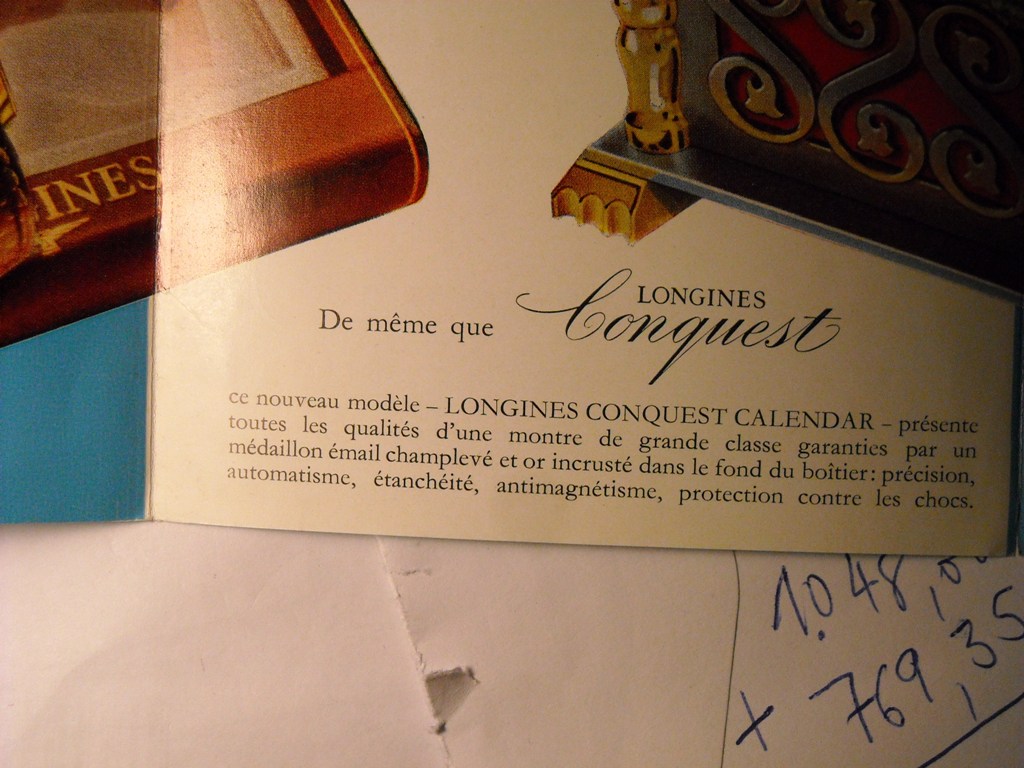 INES
De même que
LONGINES
Conquest
ce nouveau modèle – LONGINES CONQUEST CALENDAR – présente
toutes les qualités d'une montre de grande classe garanties par un
médaillon émail champlevé et or incrusté dans le fond du boîtier: précision,
automatisme, étanchéité, antimagnétisme, protection contre les chocs.
+ 769,35